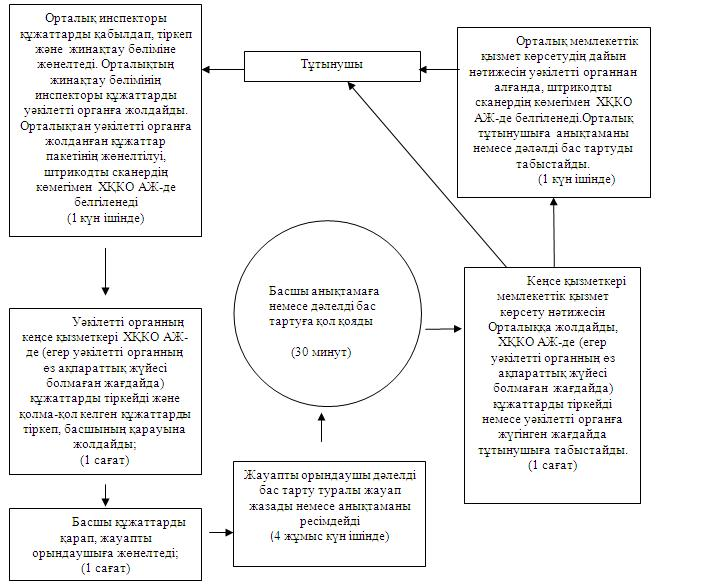 Орталық инспекторы
құжаттарды қабылдап, тіркеп
және жинақтау бөліміне
жөнелтеді. Орталықтың
жинақтау бөлімінің
инспекторы құжаттарды
уәкілетті органға жолдайды.
Орталықтан уәкілетті органға
жолданған құжаттар
пакетінің жөнелтілуі,
штриходты сканердің
көмегімен ХҚКО АЖ-де
белгіленеді
(1 күн ішінде)
Тұтынушы
Орталық мемлекеттік
қызмет көрсетудің дайын
нәтижесін уәкілетті органнан
алғанда, штрикодты
сканердің көмегімен ХҚКО
АЖ-де белгіленеді.Орталық
тұтынушыға анықтаманы
немесе дәләлді бас тартуды
табыстайды.
(1 күн ішінде)
Уәкілетті органның
кеңсе қызметкері ХҚКО АЖ-
де (егер уәкілетті органның
өз ақпараттық жүйесі
болмаған жағдайда)
құжаттарды тіркейді және
қолма-қол келген құжаттарды
тіркеп, басшының қарауына
жолдайды;
(1 сағат)
Басшы құжаттарды
қарап, жауапты
орындаушыға жөнелтеді;
(1 сағат)
Жауапты орындаушы дәлелді
бас тарту туралы жауап
жазады немесе анықтаманы
ресімдейді
(4 жұмыс күн ішінде)
Басшы анықтамаға
немесе дәлелді бас
тартуға қол қояды
(30 минут)
Кеңсе қызметкері
мемлекеттік қызмет
көрсету нәтижесін
Орталыққа жолдайды,
ХҚКО АЖ-де (егер
уәкілетті органның өз
ақпараттық жүйесі
болмаған жағдайда)
құжаттарды тіркейді
немесе уәкілетті органға
жүгінген жағдайда
тұтынушыға табыстайды.
(1 сағат)